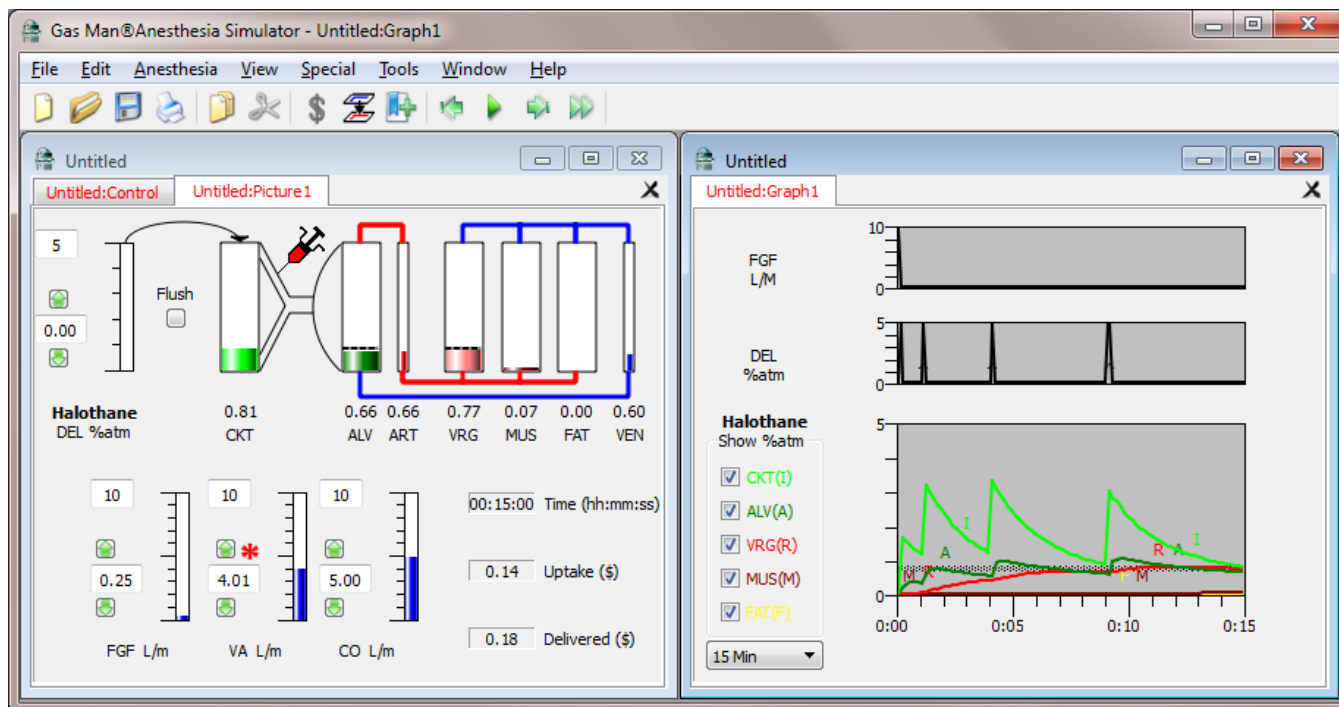 Gas Man®Anesthesia Simulator - Untitled:Graph1
File Edit Anesthesia View Special Tools Window Help
Untitled
Untitled:Control Untitled:Picture1
5
Flush
0.00
Halothane
DEL %atm
0.81 0.66 0.66 0.77 0.07 0.00 0.60
CKT ALV ART VRG MUS FAT VEN
10 10 10
00:15:00 Time (hh:mm:ss)
*
0.25 4.01 5.00
0.14 Uptake ($)
0.18 Delivered ($)
FGF L/m VA L/m CO L/m
Untitled
Untitled:Graph1
FGF
L/M
10
0
DEL
%atm
5
0
Halothane
Show %atm
CKT(I)
ALV(A)
VRG(R)
MUS(M)
FAT(F)
15 Min
5
0
I
A
M R
R A I
F M
0:00 0:05 0:10 0:15